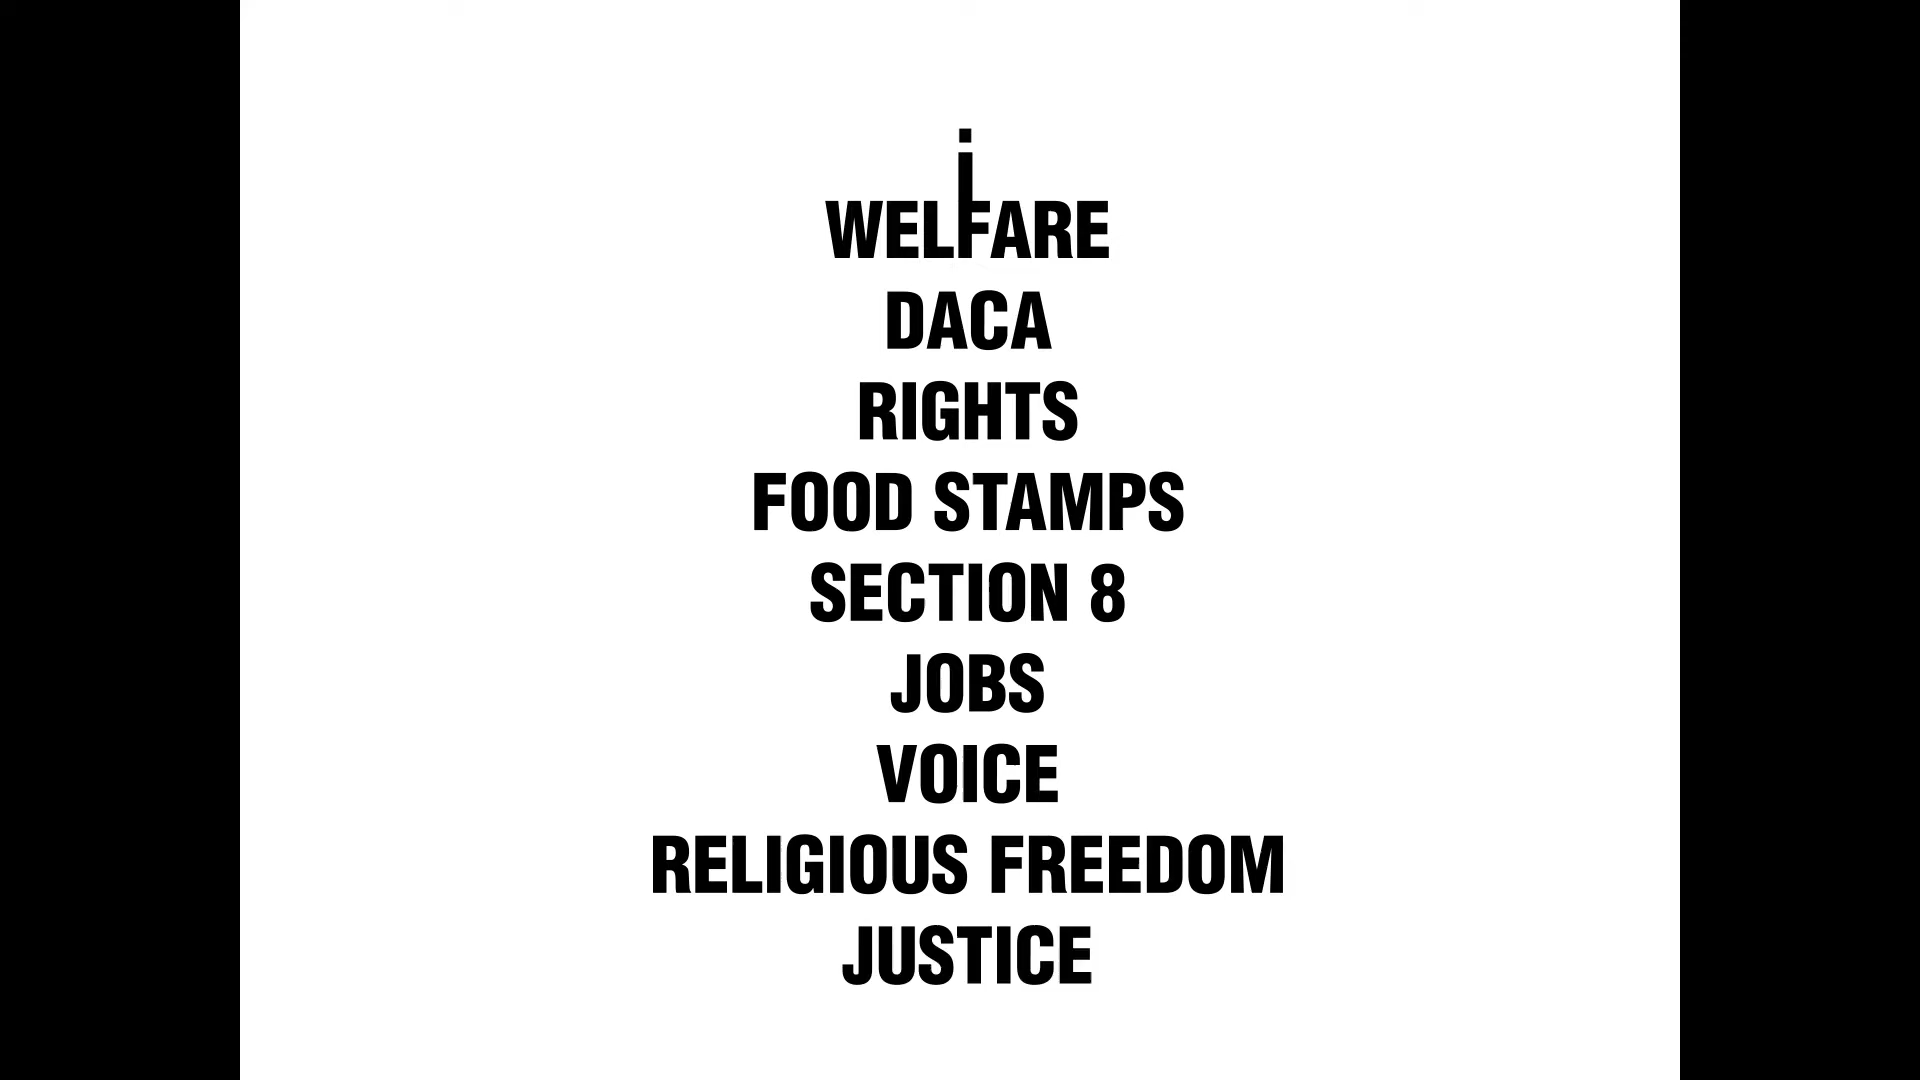 i
WELFARE
DACA
RIGHTS
FOOD STAMPS
SECTION 8
JOBS
VOICE
RELIGIOUS FREEDOM
JUSTICE